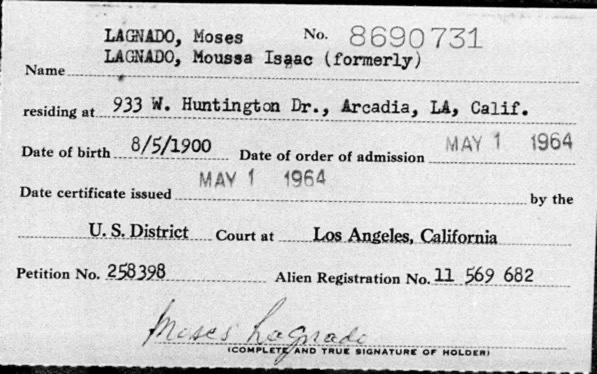 LAGNADO, Moses No. 8690731
LAGNADO, Moussa Isaac (formerly)
Name
residing at 933 W. Huntington Dr., Arcadia, LA, Calif.
Date of birth 8/5/1900 Date of order of admission MAY 1 1964
Date certificate issued MAY 1 1964 by the
U. S. District Court at Los Angeles, California
Petition No. 258398 Alien Registration No. 11 569 682
Moses Lagnado
(COMPLETE AND TRUE SIGNATURE OF HOLDER)